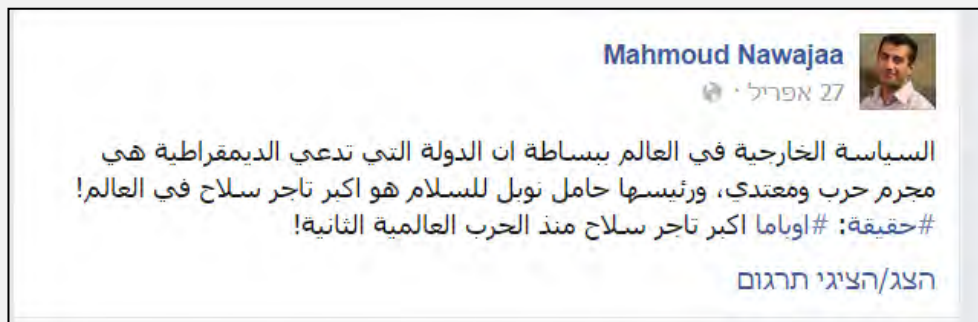 Mahmoud Nawajaa
27 אפריל ·
السياسة الخارجية في العالم ببساطة ان الدولة التي تدعي الديمقراطية هي
مجرم حرب ومعتدي، ورئيسها حامل نوبل للسلام هو اكبر تاجر سلاح في العالم!
#حقيقة: #اوباما اكبر تاجر سلاح منذ الحرب العالمية الثانية!
הצג/הציגי תרגום